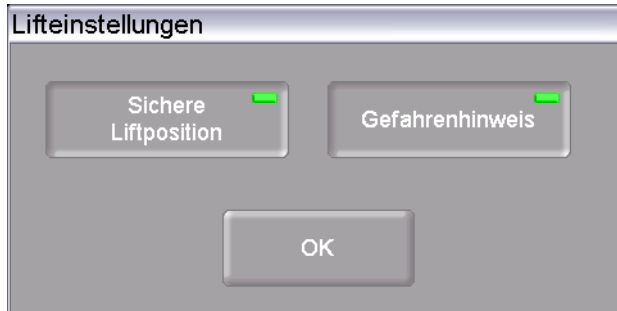 Lifteinstellungen
Sichere
Liftposition
Gefahrenhinweis
OK